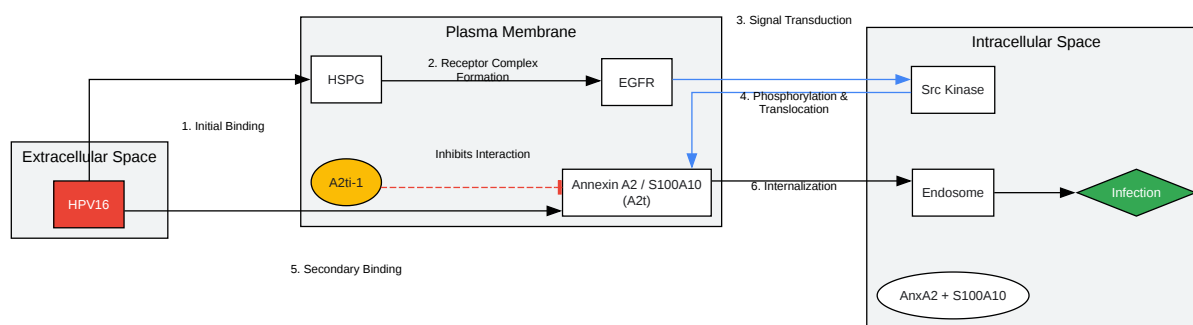 3. Signal Transduction
Plasma Membrane
Intracellular Space
2. Receptor Complex
Formation
HSPG
EGFR
Src Kinase
4. Phosphorylation &
Translocation
1. Initial Binding
Extracellular Space
Inhibits Interaction
A2ti-1
Annexin A2 / S100A10
(A2t)
6. Internalization
Endosome
Infection
HPV16
5. Secondary Binding
AnxA2 + S100A10